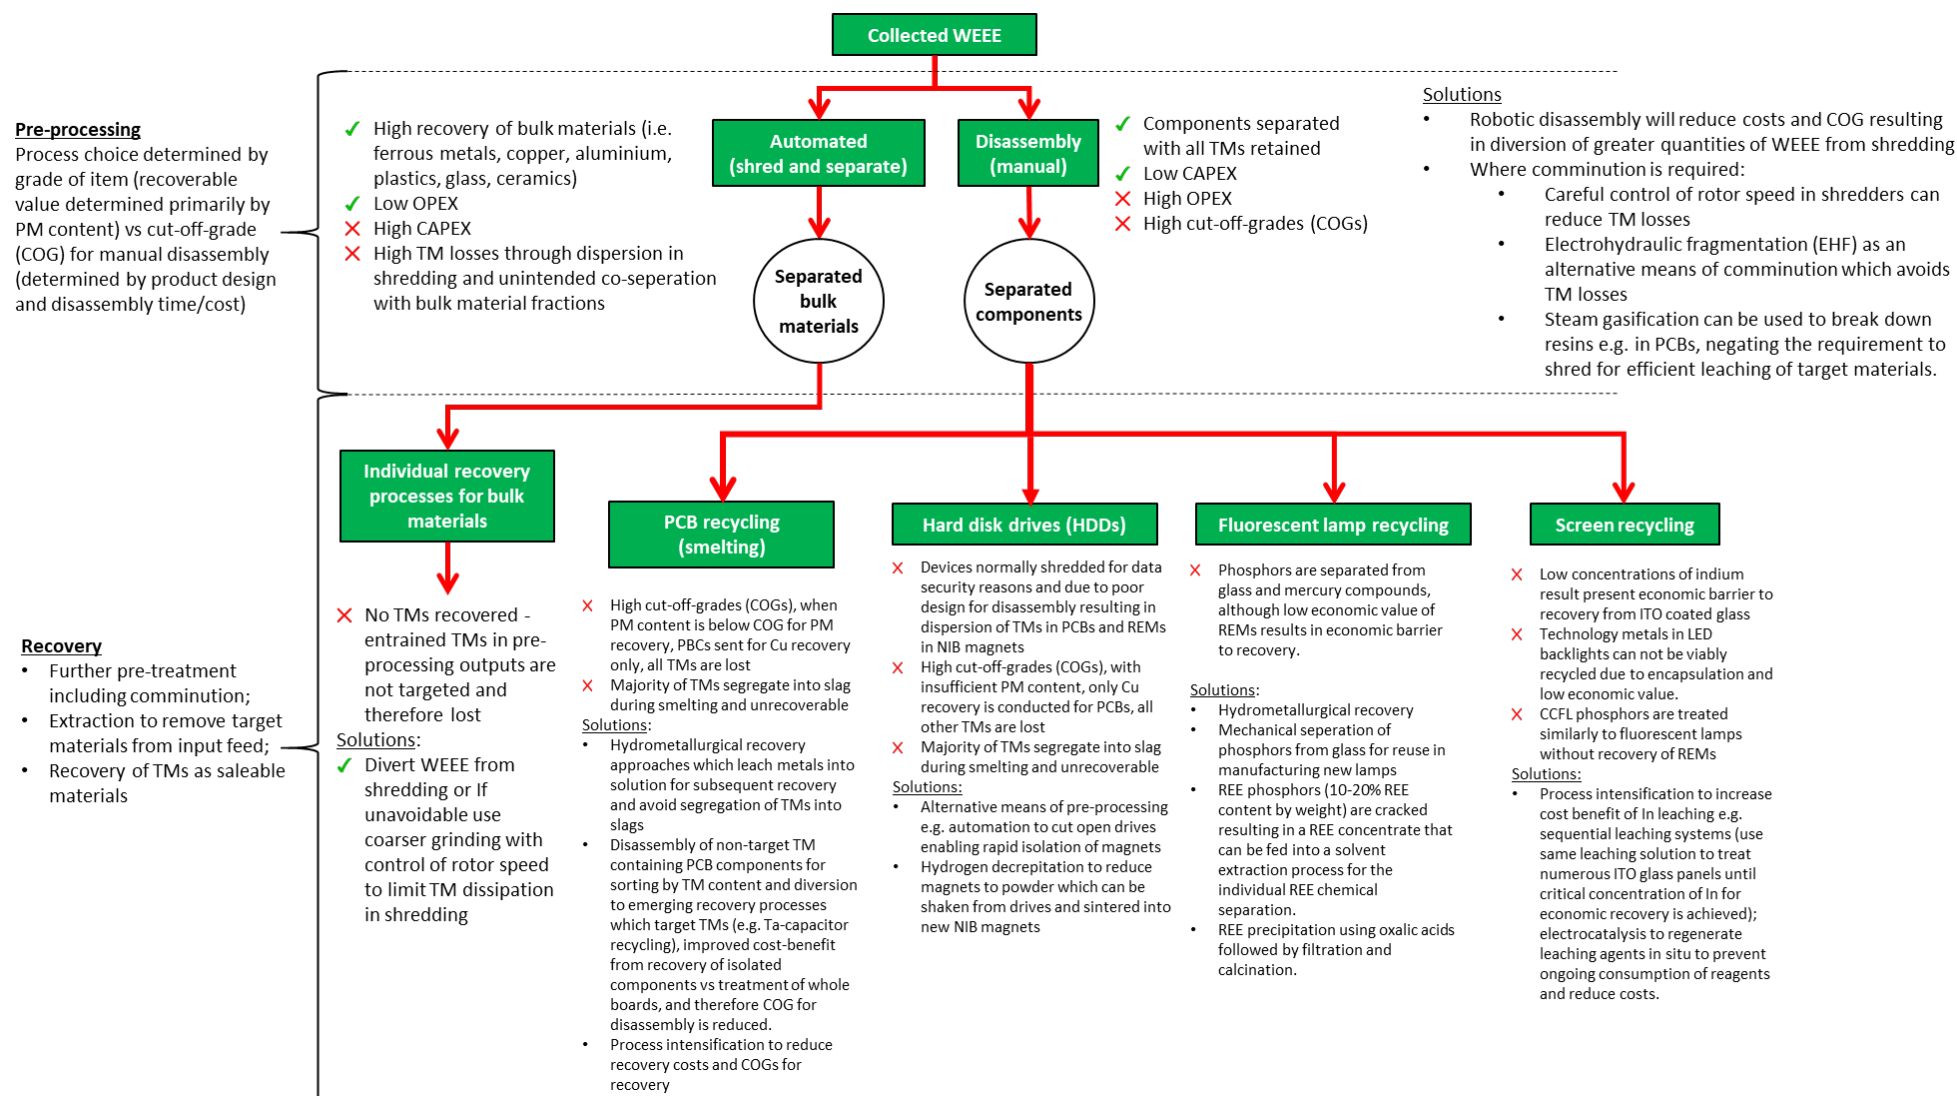 Collected WEEE
Pre-processing
Process choice determined by
grade of item (recoverable
value determined primarily by
PM content) vs cut-off-grade
(COG) for manual disassembly
(determined by product design
and disassembly time/cost)
✓ High recovery of bulk materials (i.e.
ferrous metals, copper, aluminium,
plastics, glass, ceramics)
✓ Low OPEX
✕ High CAPEX
✕ High TM losses through dispersion in
shredding and unintended co-seperation
with bulk material fractions
Automated
(shred and separate)
Disassembly
(manual)
✓ Components separated
with all TMs retained
✓ Low CAPEX
✕ High OPEX
✕ High cut-off-grades (COGs)
Solutions
• Robotic disassembly will reduce costs and COG resulting
in diversion of greater quantities of WEEE from shredding
• Where comminution is required:
• Careful control of rotor speed in shredders can
reduce TM losses
• Electrohydraulic fragmentation (EHF) as an
alternative means of comminution which avoids
TM losses
• Steam gasification can be used to break down
resins e.g. in PCBs, negating the requirement to
shred for efficient leaching of target materials.
Separated
bulk
materials
Separated
components
Recovery
• Further pre-treatment
including comminution;
• Extraction to remove target
materials from input feed;
• Recovery of TMs as saleable
materials
Individual recovery
processes for bulk
materials
✕ No TMs recovered -
entrained TMs in pre-
processing outputs are
not targeted and
therefore lost
Solutions:
✓ Divert WEEE from
shredding or If
unavoidable use
coarser grinding with
control of rotor speed
to limit TM dissipation
in shredding
PCB recycling
(smelting)
✕ High cut-off-grades (COGs), when
PM content is below COG for PM
recovery, PBCs sent for Cu recovery
only, all TMs are lost
✕ Majority of TMs segregate into slag
during smelting and unrecoverable
Solutions:
• Hydrometallurgical recovery
approaches which leach metals into
solution for subsequent recovery
and avoid segregation of TMs into
slags
• Disassembly of non-target TM
containing PCB components for
sorting by TM content and diversion
to emerging recovery processes
which target TMs (e.g. Ta-capacitor
recycling), improved cost-benefit
from recovery of isolated
components vs treatment of whole
boards, and therefore COG for
disassembly is reduced.
• Process intensification to reduce
recovery costs and COGs for
recovery
Hard disk drives (HDDs)
✕ Devices normally shredded for data
security reasons and due to poor
design for disassembly resulting in
dispersion of TMs in PCBs and REMs
in NIB magnets
✕ High cut-off-grades (COGs), with
insufficient PM content, only Cu
recovery is conducted for PCBs, all
other TMs are lost
✕ Majority of TMs segregate into slag
during smelting and unrecoverable
Solutions:
• Alternative means of pre-processing
e.g. automation to cut open drives
enabling rapid isolation of magnets
• Hydrogen decrepitation to reduce
magnets to powder which can be
shaken from drives and sintered into
new NIB magnets
Fluorescent lamp recycling
✕ Phosphors are separated from
glass and mercury compounds,
although low economic value of
REMs results in economic barrier
to recovery.
Solutions:
• Hydrometallurgical recovery
• Mechanical seperation of
phosphors from glass for reuse in
manufacturing new lamps
• REE phosphors (10-20% REE
content by weight) are cracked
resulting in a REE concentrate that
can be fed into a solvent
extraction process for the
individual REE chemical
separation.
• REE precipitation using oxalic acids
followed by filtration and
calcination.
Screen recycling
✕ Low concentrations of indium
result present economic barrier to
recovery from ITO coated glass
✕ Technology metals in LED
backlights can not be viably
recycled due to encapsulation and
low economic value.
✕ CCFL phosphors are treated
similarly to fluorescent lamps
without recovery of REMs
Solutions:
• Process intensification to increase
cost benefit of In leaching e.g.
sequential leaching systems (use
same leaching solution to treat
numerous ITO glass panels until
critical concentration of In for
economic recovery is achieved);
electrocatalysis to regenerate
leaching agents in situ to prevent
ongoing consumption of reagents
and reduce costs.